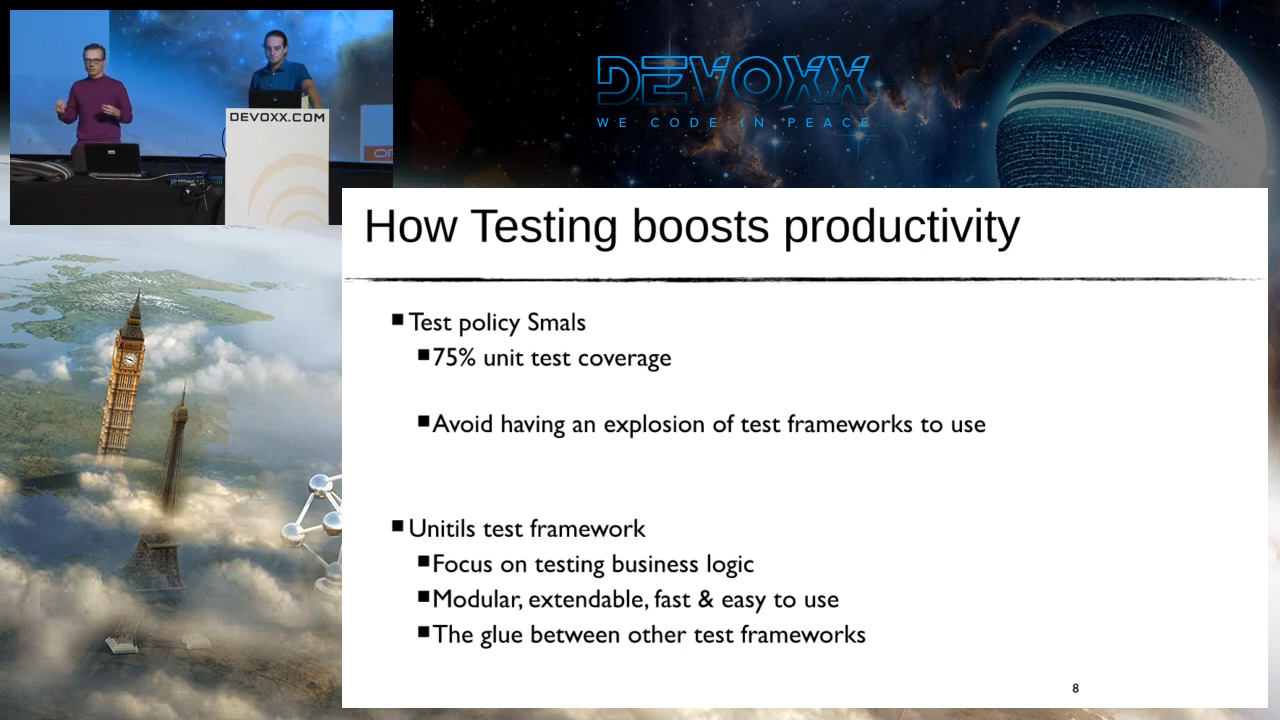 DEVOXX
WE CODE IN PEACE
DEVOXX.COM
How Testing boosts productivity
■ Test policy Smals
■ 75% unit test coverage
■ Avoid having an explosion of test frameworks to use
■ Unitils test framework
■ Focus on testing business logic
■ Modular, extendable, fast & easy to use
■ The glue between other test frameworks
8